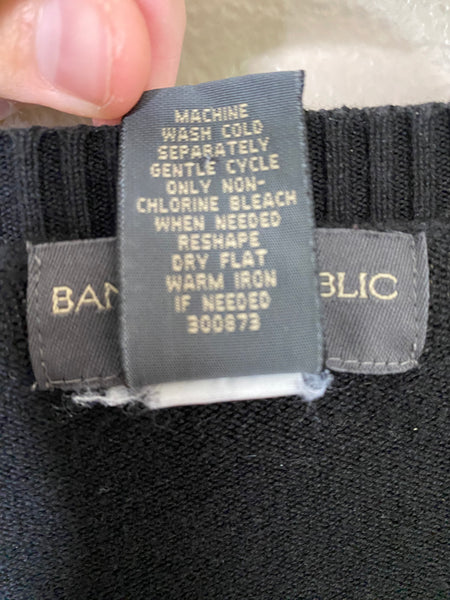 MACHINE
WASH COLD
SEPARATELY
GENTLE CYCLE
ONLY NON-
CHLORINE BLEACH
WHEN NEEDED
RESHAPE
DRY FLAT
WARM IRON
IF NEEDED
300873
BAN BLIC